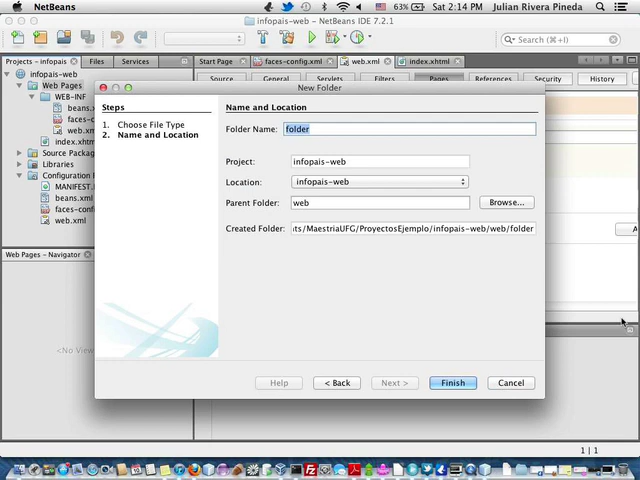 NetBeans 63% Sat 2:14 PM Julian Rivera Pineda
infopais-web - NetBeans IDE 7.2.1
Search (⌘+I)
Projects - infopais Files Services Start Page faces-config.xml web.xml index.xhtml
Source General Servlets Filters Pages References Security History
infopais-web
Web Pages
WEB-INF
beans.
faces-c
web.xm
index.xhtm
Source Package
Libraries
Configuration F
MANIFEST.
beans.xml
faces-conf
web.xml
Web Pages - Navigator
<No View
A
New Folder
Steps
1. Choose File Type
2. Name and Location
Name and Location
Folder Name: folder
Project: infopais-web
Location: infopais-web
Parent Folder: web Browse...
Created Folder: ıts/MaestriaUFG/ProyectosEjemplo/infopais-web/web/folder
Help < Back Next > Finish Cancel
1 | 1